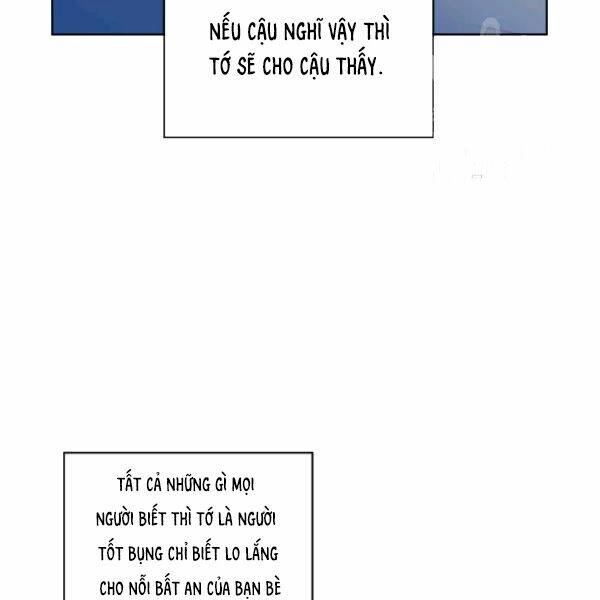 NẾU CẬU NGHĨ VẬY THÌ
TỚ SẼ CHO CẬU THẤY.
TẤT CẢ NHỮNG GÌ MỌI
NGƯỜI BIẾT THÌ TỚ LÀ NGƯỜI
TỐT BỤNG CHỈ BIẾT LO LẮNG
CHO NỖI BẤT AN CỦA BẠN BÈ